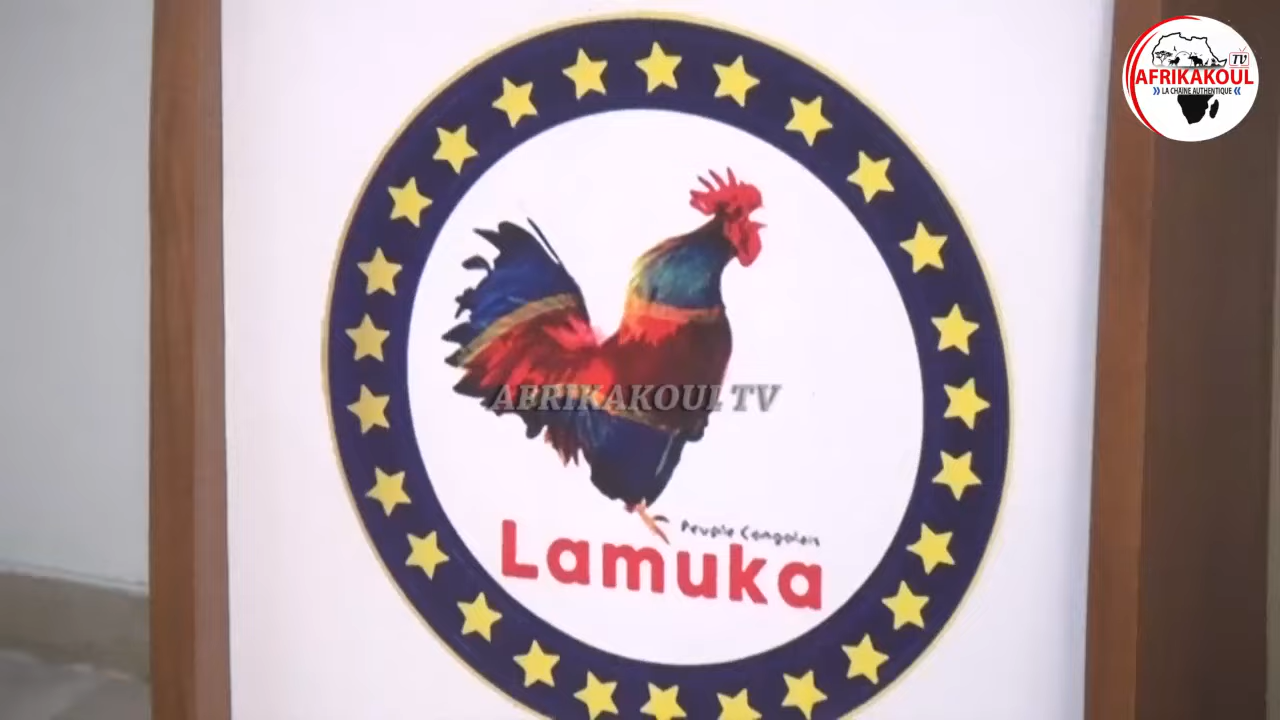 AFRIKAKOUL
TV
» LA CHAINE AUTHENTIQUE «
AFRIKAKOUL TV
Peuple Congolais
Lamuka